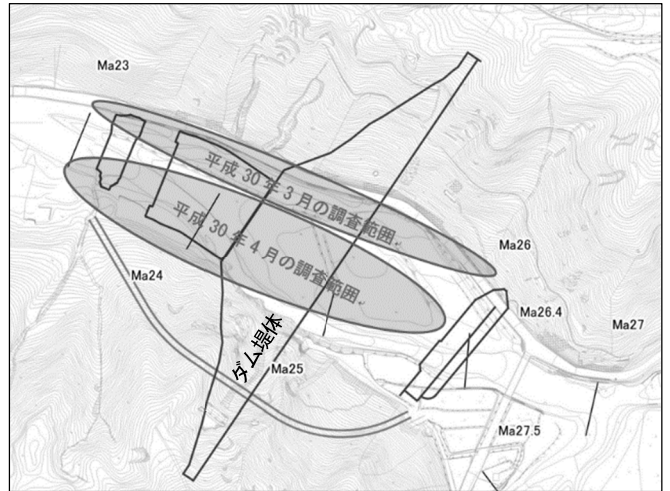 Ma23
平成 30 年 3 月の調査範囲
平成 30 年 4 月の調査範囲
Ma26
Ma24
Ma26.4
Ma27
ダム堤体
Ma25
Ma27.5